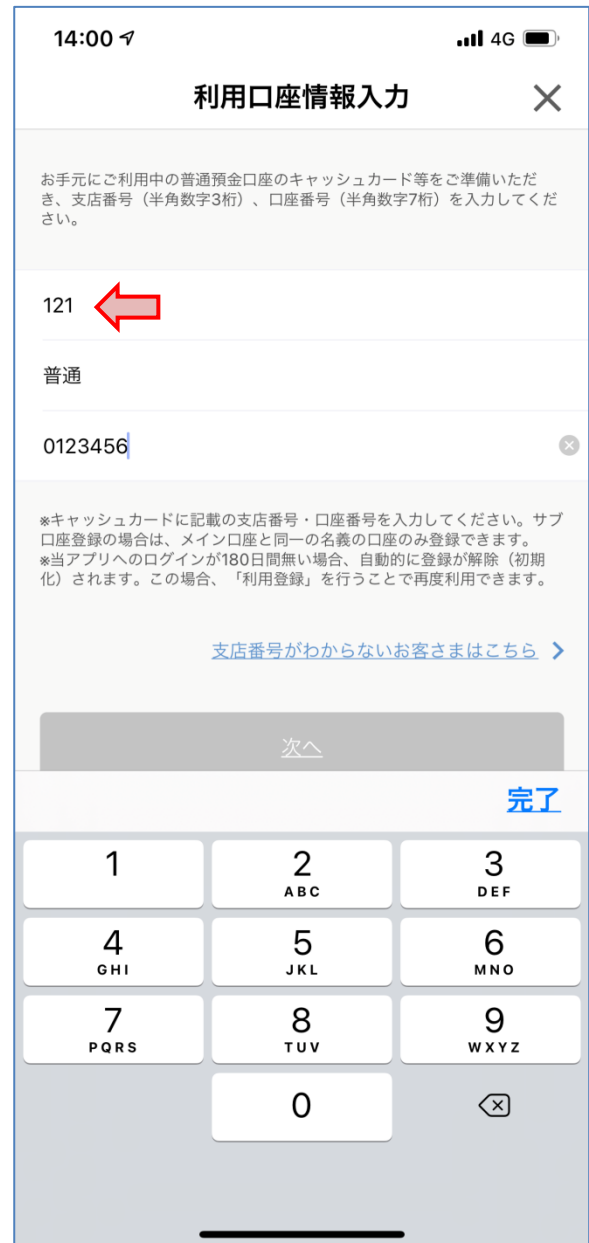 14:00 4G
利用口座情報入力
お手元にご利用中の普通預金口座のキャッシュカード等をご準備いただ
き、支店番号（半角数字3桁）、口座番号（半角数字7桁）を入力してくだ
さい。
121
普通
0123456
※キャッシュカードに記載の支店番号・口座番号を入力してください。サブ
口座登録の場合は、メイン口座と同一の名義の口座のみ登録できます。
※当アプリへのログインが180日間無い場合、自動的に登録が解除（初期
化）されます。この場合、「利用登録」を行うことで再度利用できます。
支店番号がわからないお客さまはこちら
次へ
完了
1 2 3
ABC DEF
4 5 6
GHI JKL MNO
7 8 9
PQRS TUV WXYZ
0